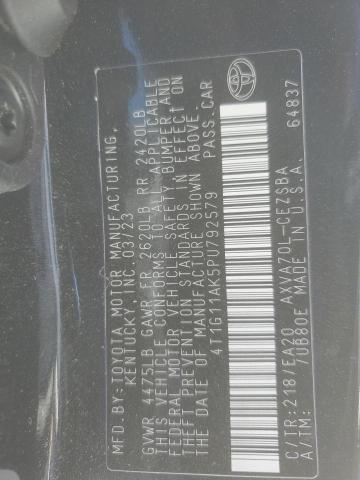 MFD.BY:TOYOTA MOTOR MANUFACTURING,
KENTUCKY, INC.03/23
GVWR 4475LB GAWR FR 2620LB RR 2420LB
THIS VEHICLE CONFORMS TO ALL APPLICABLE
FEDERAL MOTOR VEHICLE SAFETY, BUMPER AND
THEFT PREVENTION STANDARDS IN EFFECT ON
THE DATE OF MANUFACTURE SHOWN ABOVE.
4T1G11AK5PU792579 PASS.CAR
C/TR:218/EA20 AXVA70L-CEZSBA
A/TM: 70B80E MADE IN U.S.A.
64837